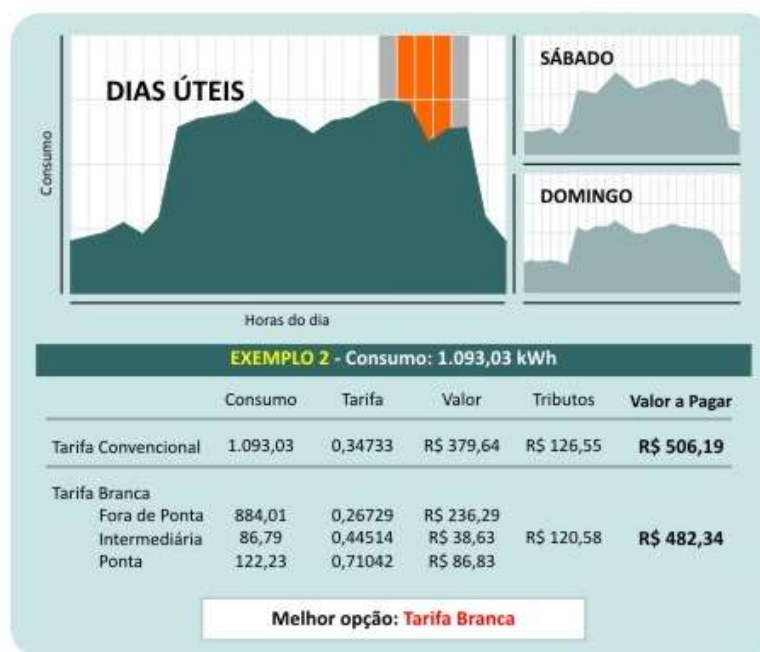 DIAS ÚTEIS
Consumo
Horas do dia
SÁBADO
DOMINGO
EXEMPLO 2 - Consumo: 1.093,03 kWh
Consumo Tarifa Valor Tributos Valor a Pagar
Tarifa Convencional 1.093,03 0,34733 R$ 379,64 R$ 126,55 R$ 506,19
Tarifa Branca
Fora de Ponta 884,01 0,26729 R$ 236,29
Intermediária 86,79 0,44514 R$ 38,63 R$ 120,58 R$ 482,34
Ponta 122,23 0,71042 R$ 86,83
Melhor opção: Tarifa Branca